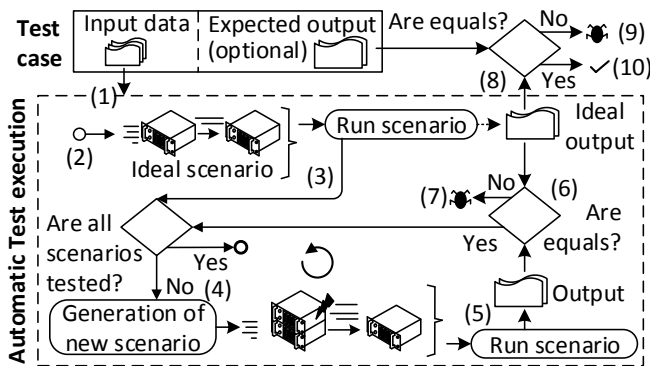 Test case
Input data
Expected output (optional)
Are equals?
No
(9)
Yes
(10)
(8)
(1)
(2)
Ideal scenario
Run scenario
Ideal output
(3)
(7)
No
(6)
Are equals?
Yes
Are all scenarios tested?
Yes
No
(4)
Generation of new scenario
Output
(5)
Run scenario
Automatic Test execution